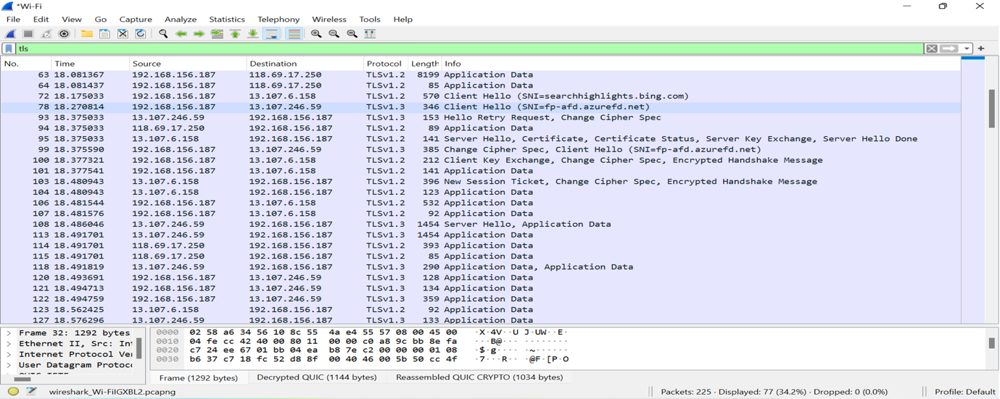 *Wi-Fi
File Edit View Go Capture Analyze Statistics Telephony Wireless Tools Help
tls
No. Time Source Destination Protocol Length Info
63 18.081367 192.168.156.187 118.69.17.250 TLSv1.2 8199 Application Data
64 18.081437 192.168.156.187 118.69.17.250 TLSv1.2 85 Application Data
72 18.175033 192.168.156.187 13.107.6.158 TLSv1.2 570 Client Hello (SNI=searchhighlights.bing.com)
78 18.270814 192.168.156.187 13.107.246.59 TLSv1.3 346 Client Hello (SNI=fp-afd.azurefd.net)
93 18.375033 13.107.246.59 192.168.156.187 TLSv1.3 153 Hello Retry Request, Change Cipher Spec
94 18.375033 118.69.17.250 192.168.156.187 TLSv1.2 89 Application Data
95 18.375033 13.107.6.158 192.168.156.187 TLSv1.2 141 Server Hello, Certificate, Certificate Status, Server Key Exchange, Server Hello Done
99 18.375590 192.168.156.187 13.107.246.59 TLSv1.3 385 Change Cipher Spec, Client Hello (SNI=fp-afd.azurefd.net)
100 18.377321 192.168.156.187 13.107.6.158 TLSv1.2 212 Client Key Exchange, Change Cipher Spec, Encrypted Handshake Message
101 18.377541 192.168.156.187 13.107.6.158 TLSv1.2 141 Application Data
103 18.480943 13.107.6.158 192.168.156.187 TLSv1.2 396 New Session Ticket, Change Cipher Spec, Encrypted Handshake Message
104 18.480943 13.107.6.158 192.168.156.187 TLSv1.2 123 Application Data
106 18.481544 192.168.156.187 13.107.6.158 TLSv1.2 532 Application Data
107 18.481576 192.168.156.187 13.107.6.158 TLSv1.2 92 Application Data
108 18.486046 13.107.246.59 192.168.156.187 TLSv1.3 1454 Server Hello, Application Data
113 18.491701 13.107.246.59 192.168.156.187 TLSv1.3 1454 Application Data
114 18.491701 118.69.17.250 192.168.156.187 TLSv1.2 393 Application Data
115 18.491701 118.69.17.250 192.168.156.187 TLSv1.2 85 Application Data
118 18.491819 13.107.246.59 192.168.156.187 TLSv1.3 290 Application Data, Application Data
120 18.493691 192.168.156.187 13.107.246.59 TLSv1.3 128 Application Data
121 18.494713 192.168.156.187 13.107.246.59 TLSv1.3 134 Application Data
122 18.494759 192.168.156.187 13.107.246.59 TLSv1.3 359 Application Data
123 18.562425 13.107.6.158 192.168.156.187 TLSv1.2 92 Application Data
127 18.576296 13.107.246.59 192.168.156.187 TLSv1.3 133 Application Data
Frame 32: 1292 bytes
Ethernet II, Src: Int
Internet Protocol Ver
User Datagram Protoco
0000 02 58 a6 34 56 10 8c 55 4a e4 55 57 08 00 45 00 ·X·4V··U J·UW··E·
0010 04 fe cc 42 40 00 80 11 00 00 c0 a8 9c bb 8e fa ···B@··· ········
0020 c7 24 ee 67 01 bb 04 ea b8 7e c2 00 00 00 01 08 ·$·g···· ·~······
0030 b6 37 c7 18 fc 52 d8 8f 00 40 46 00 5b 50 cc 4f ·7···R·· ·@F·[P·O
Frame (1292 bytes) Decrypted QUIC (1144 bytes) Reassembled QUIC CRYPTO (1034 bytes)
wireshark_Wi-FiIGXBL2.pcapng Packets: 225 · Displayed: 77 (34.2%) · Dropped: 0 (0.0%) Profile: Default